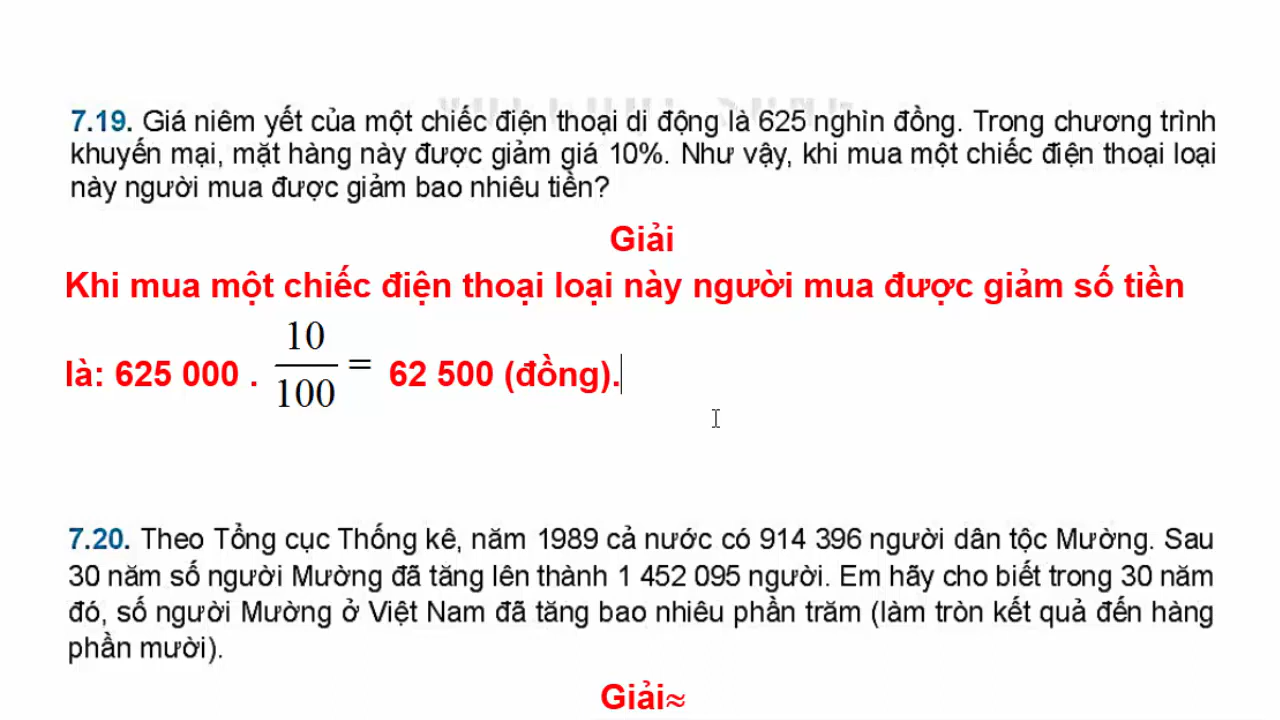 7.19. Giá niêm yết của một chiếc điện thoại di động là 625 nghìn đồng. Trong chương trình
khuyến mại, mặt hàng này được giảm giá 10%. Như vậy, khi mua một chiếc điện thoại loại
này người mua được giảm bao nhiêu tiền?
Giải
Khi mua một chiếc điện thoại loại này người mua được giảm số tiền
là: 625 000 . 10/100 = 62 500 (đồng).
7.20. Theo Tổng cục Thống kê, năm 1989 cả nước có 914 396 người dân tộc Mường. Sau
30 năm số người Mường đã tăng lên thành 1 452 095 người. Em hãy cho biết trong 30 năm
đó, số người Mường ở Việt Nam đã tăng bao nhiêu phần trăm (làm tròn kết quả đến hàng
phần mười).
Giải≈